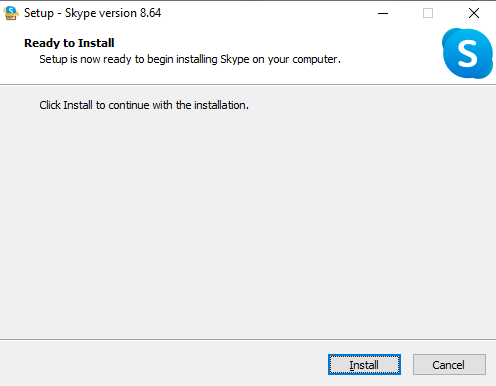 Setup - Skype version 8.64
Ready to Install
Setup is now ready to begin installing Skype on your computer.
S
Click Install to continue with the installation.
Install
Cancel